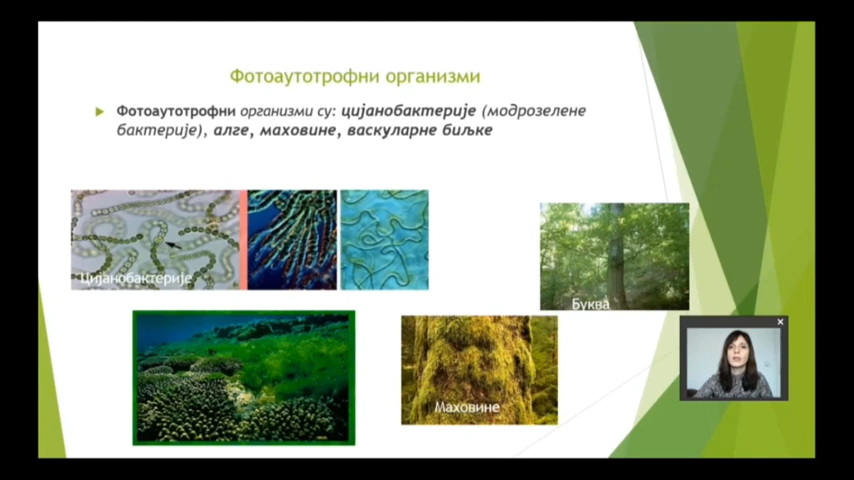 Фотоаутотрофни организми
Фотоаутотрофни организми су: цијанобактерије (модрозелене
бактерије), алге, маховине, васкуларне биљке
Цијанобактерије
Буква
Маховине